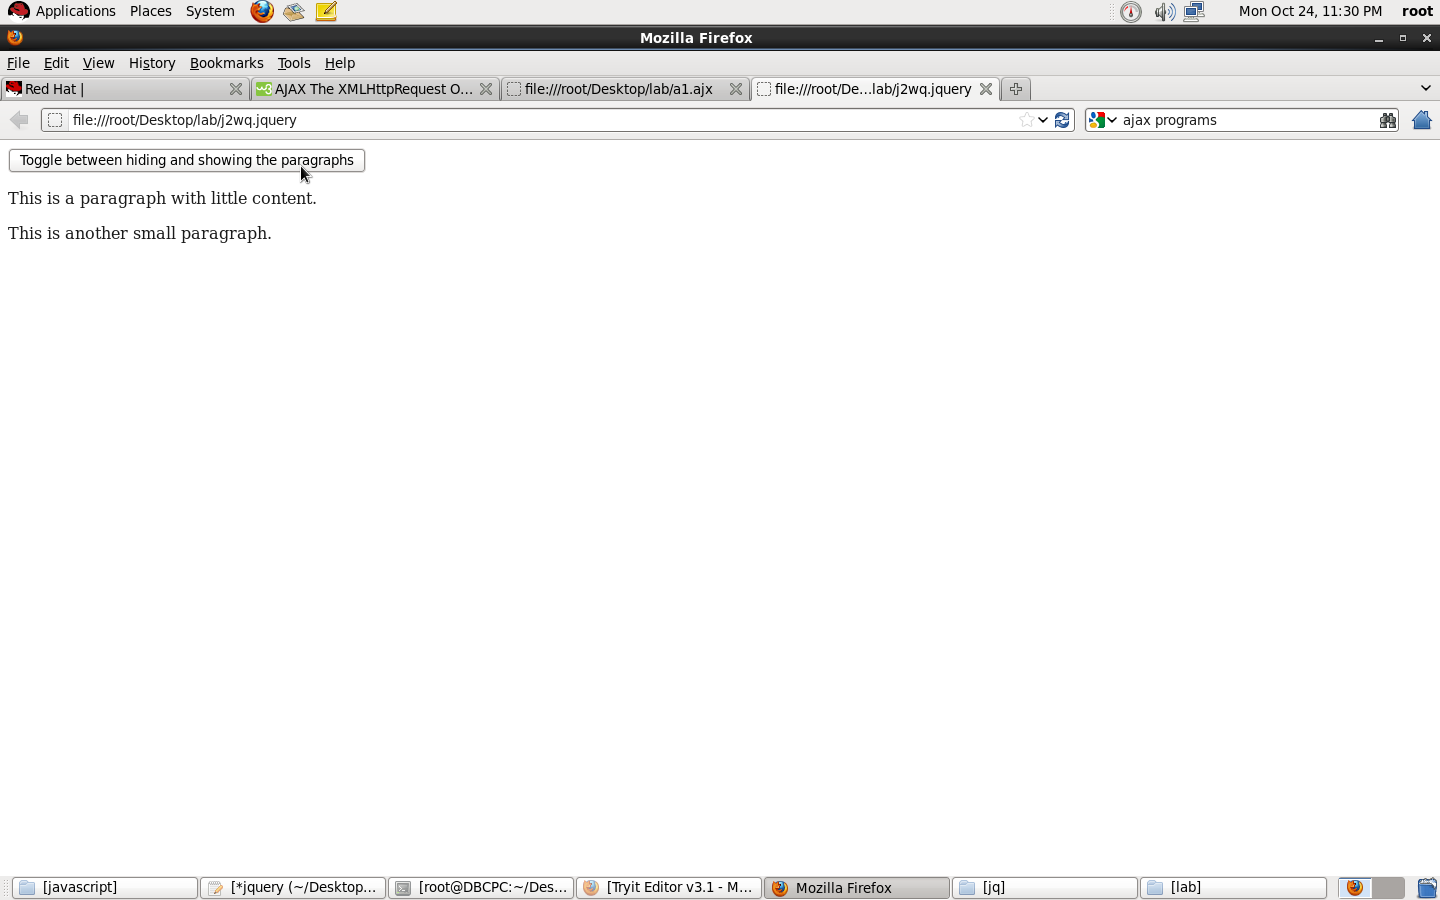 Applications Places System Mon Oct 24, 11:30 PM root
Mozilla Firefox
File Edit View History Bookmarks Tools Help
Red Hat | AJAX The XMLHttpRequest O... file:///root/Desktop/lab/a1.ajx file:///root/De...lab/j2wq.jquery
file:///root/Desktop/lab/j2wq.jquery ajax programs
Toggle between hiding and showing the paragraphs
This is a paragraph with little content.
This is another small paragraph.
[javascript] [*jquery (~/Desktop... [root@DBCPC:~/Des... [Tryit Editor v3.1 - M... Mozilla Firefox [jq] [lab]